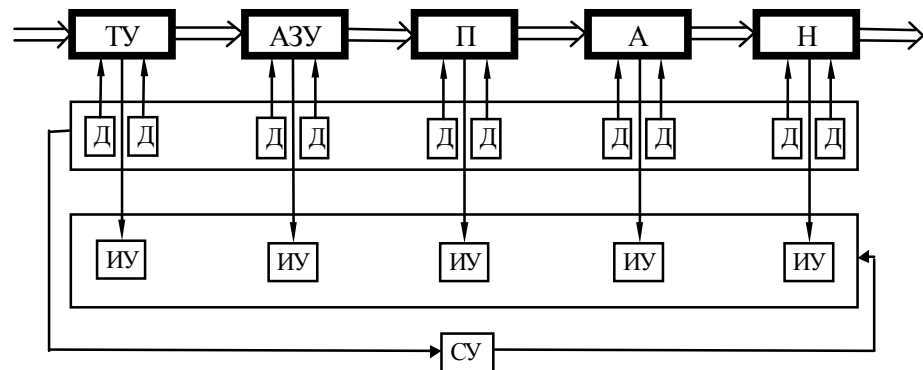 ТУ АЗУ П А Н
Д Д Д Д Д Д Д Д Д Д
ИУ ИУ ИУ ИУ ИУ
СУ